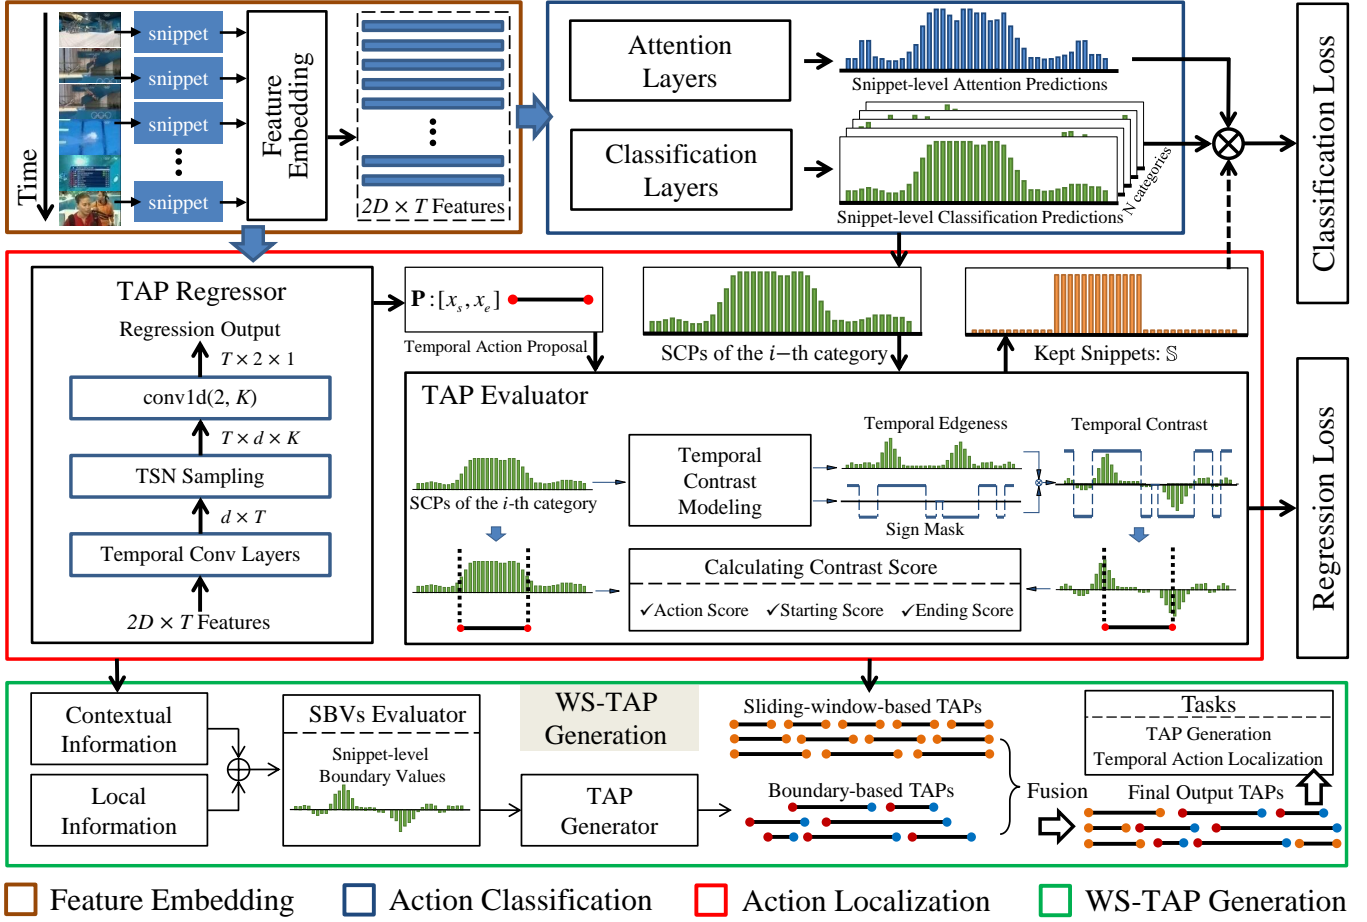 Time
snippet
snippet
snippet
snippet
Feature
Embedding
2D × T Features
Attention
Layers
Classification
Layers
Snippet-level Attention Predictions
Snippet-level Classification Predictions
N categories
Classification Loss
TAP Regressor
Regression Output
T × 2 × 1
conv1d(2, K)
T × d × K
TSN Sampling
d × T
Temporal Conv Layers
2D × T Features
P : [x_s, x_e]
Temporal Action Proposal
SCPs of the i−th category
Kept Snippets: 𝕊
TAP Evaluator
SCPs of the i-th category
Temporal
Contrast
Modeling
Temporal Edgeness
Sign Mask
Temporal Contrast
Calculating Contrast Score
✓Action Score ✓Starting Score ✓Ending Score
Regression Loss
Contextual
Information
Local
Information
SBVs Evaluator
Snippet-level
Boundary Values
WS-TAP
Generation
TAP
Generator
Sliding-window-based TAPs
Boundary-based TAPs
Fusion
Tasks
TAP Generation
Temporal Action Localization
Final Output TAPs
Feature Embedding
Action Classification
Action Localization
WS-TAP Generation